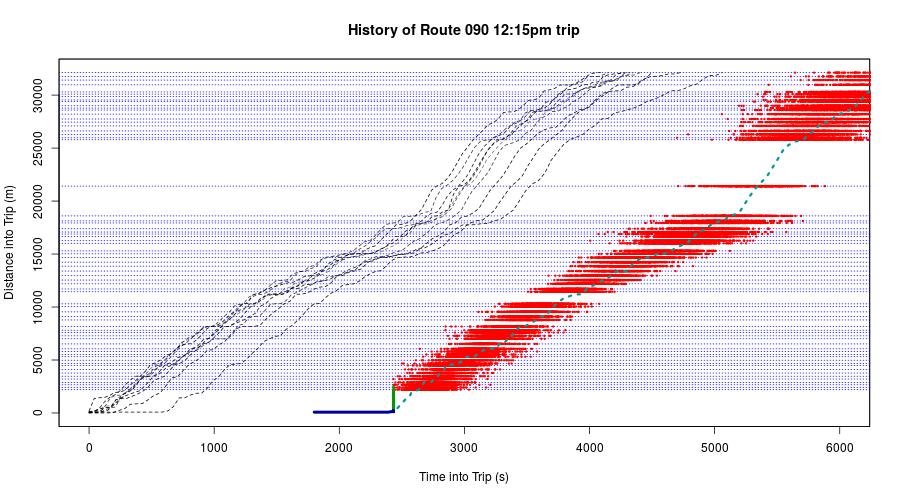 History of Route 090 12:15pm trip
Distance into Trip (m)
30000
25000
20000
15000
10000
5000
0
0 1000 2000 3000 4000 5000 6000
Time into Trip (s)